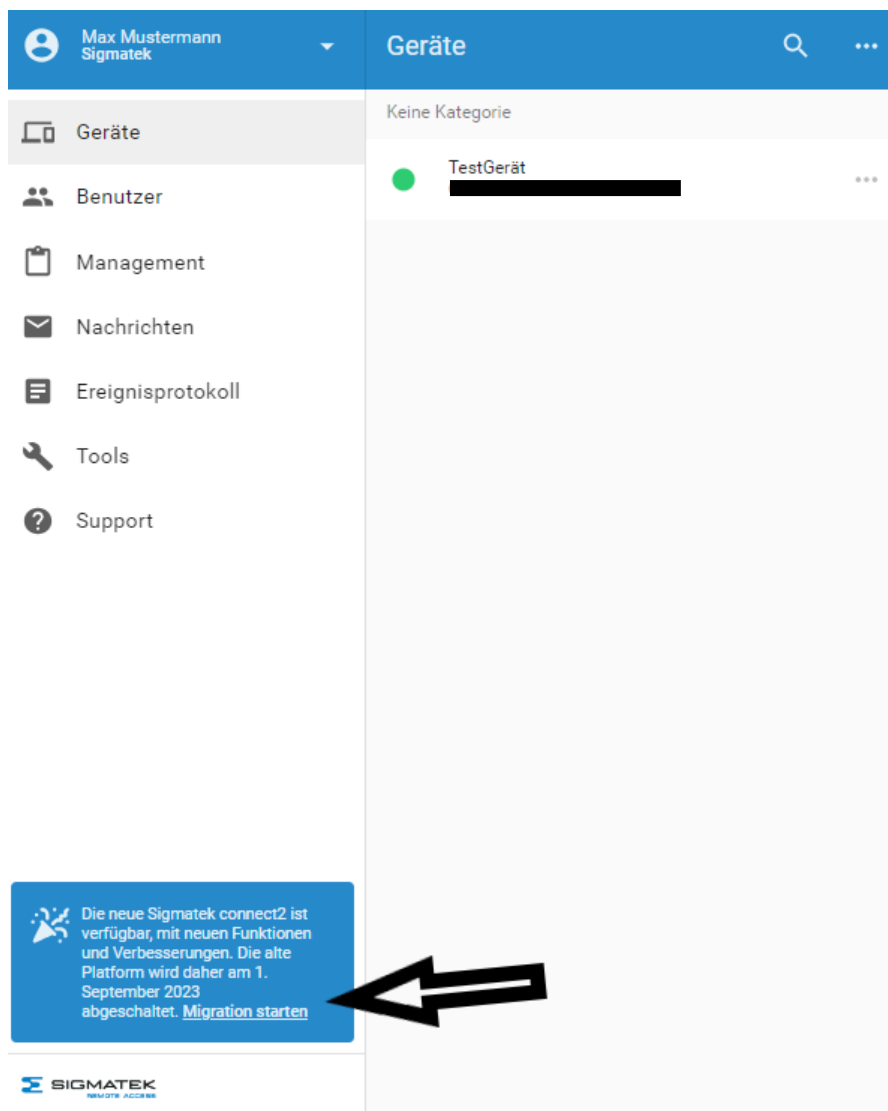 Max Mustermann
Sigmatek
Geräte
Geräte
Benutzer
Management
Nachrichten
Ereignisprotokoll
Tools
Support
Keine Kategorie
TestGerät
Die neue Sigmatek connect2 ist
verfügbar, mit neuen Funktionen
und Verbesserungen. Die alte
Platform wird daher am 1.
September 2023
abgeschaltet. Migration starten
SIGMATEK
REMOTE ACCESS